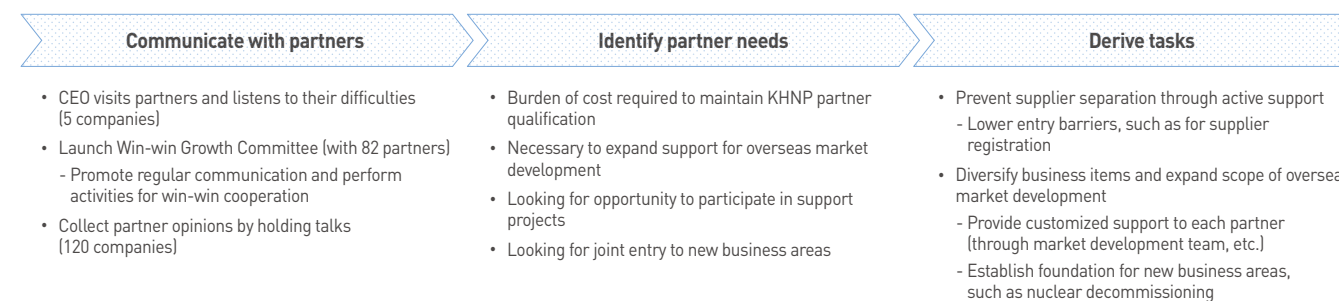 Communicate with partners
• CEO visits partners and listens to their difficulties
(5 companies)
• Launch Win-win Growth Committee (with 82 partners)
- Promote regular communication and perform
activities for win-win cooperation
• Collect partner opinions by holding talks
(120 companies)
Identify partner needs
• Burden of cost required to maintain KHNP partner
qualification
• Necessary to expand support for overseas market
development
• Looking for opportunity to participate in support
projects
• Looking for joint entry to new business areas
Derive tasks
• Prevent supplier separation through active support
- Lower entry barriers, such as for supplier
registration
• Diversify business items and expand scope of oversea
market development
- Provide customized support to each partner
(through market development team, etc.)
- Establish foundation for new business areas,
such as nuclear decommissioning